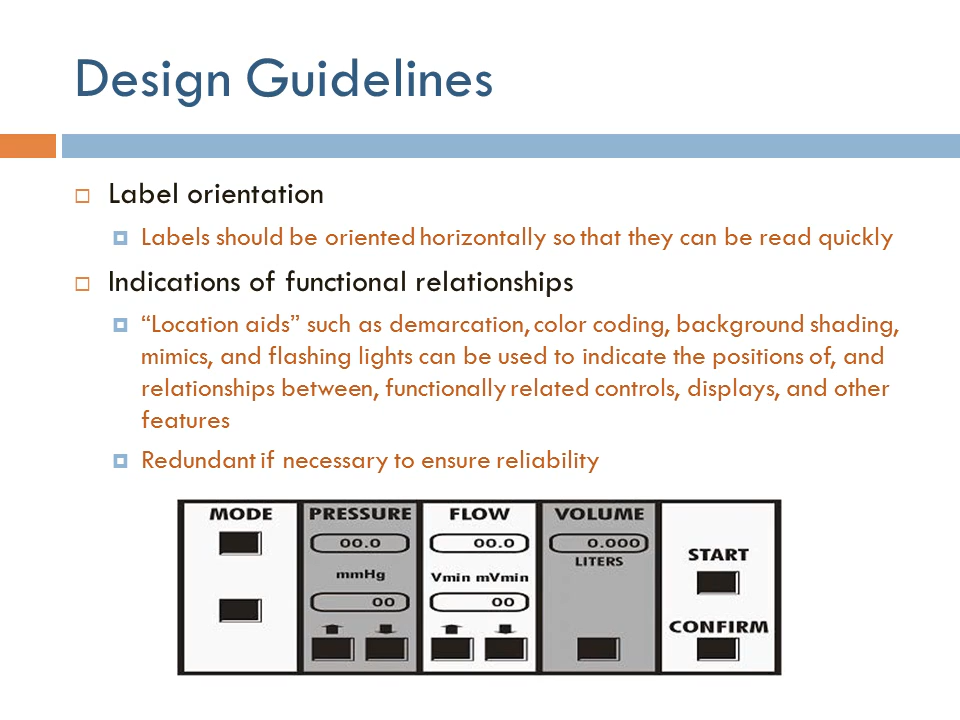 Design Guidelines
Label orientation
Labels should be oriented horizontally so that they can be read quickly
Indications of functional relationships
“Location aids” such as demarcation, color coding, background shading,
mimics, and flashing lights can be used to indicate the positions of, and
relationships between, functionally related controls, displays, and other
features
Redundant if necessary to ensure reliability
MODE
PRESSURE
00.0
mmHg
00
FLOW
00.0
Vmin mVmin
00
VOLUME
0.000
LITERS
START
CONFIRM